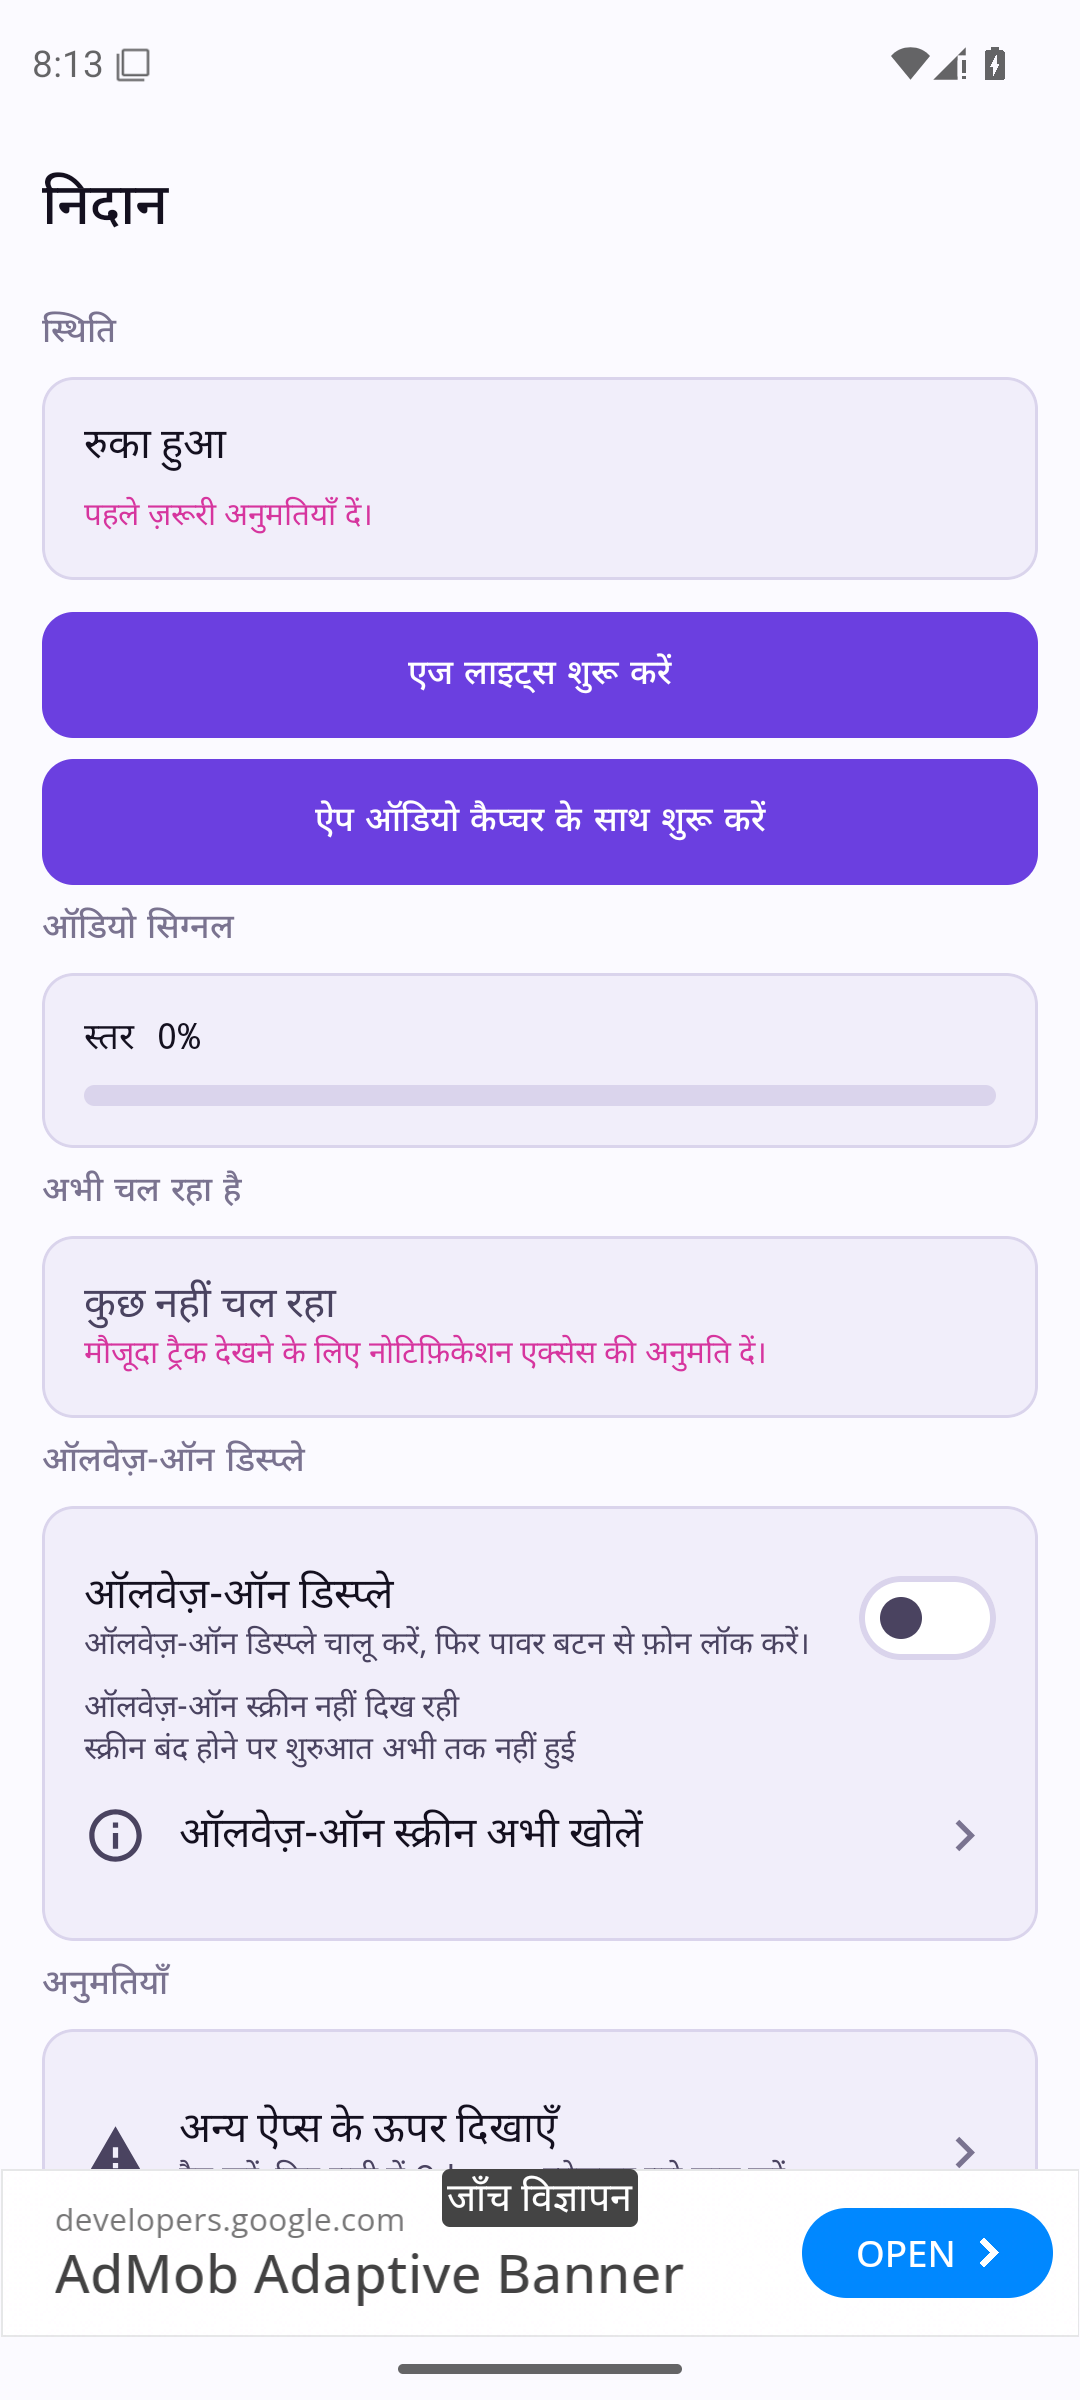 8:13
निदान
स्थिति
रुका हुआ
पहले ज़रूरी अनुमतियाँ दें।
एज लाइट्स शुरू करें
ऐप ऑडियो कैप्चर के साथ शुरू करें
ऑडियो सिग्नल
स्तर 0%
अभी चल रहा है
कुछ नहीं चल रहा
मौजूदा ट्रैक देखने के लिए नोटिफ़िकेशन एक्सेस की अनुमति दें।
ऑलवेज़-ऑन डिस्प्ले
ऑलवेज़-ऑन डिस्प्ले
ऑलवेज़-ऑन डिस्प्ले चालू करें, फिर पावर बटन से फ़ोन लॉक करें।
ऑलवेज़-ऑन स्क्रीन नहीं दिख रही
स्क्रीन बंद होने पर शुरुआत अभी तक नहीं हुई
ऑलवेज़-ऑन स्क्रीन अभी खोलें
अनुमतियाँ
अन्य ऐप्स के ऊपर दिखाएँ
जाँच विज्ञापन
developers.google.com
AdMob Adaptive Banner
OPEN